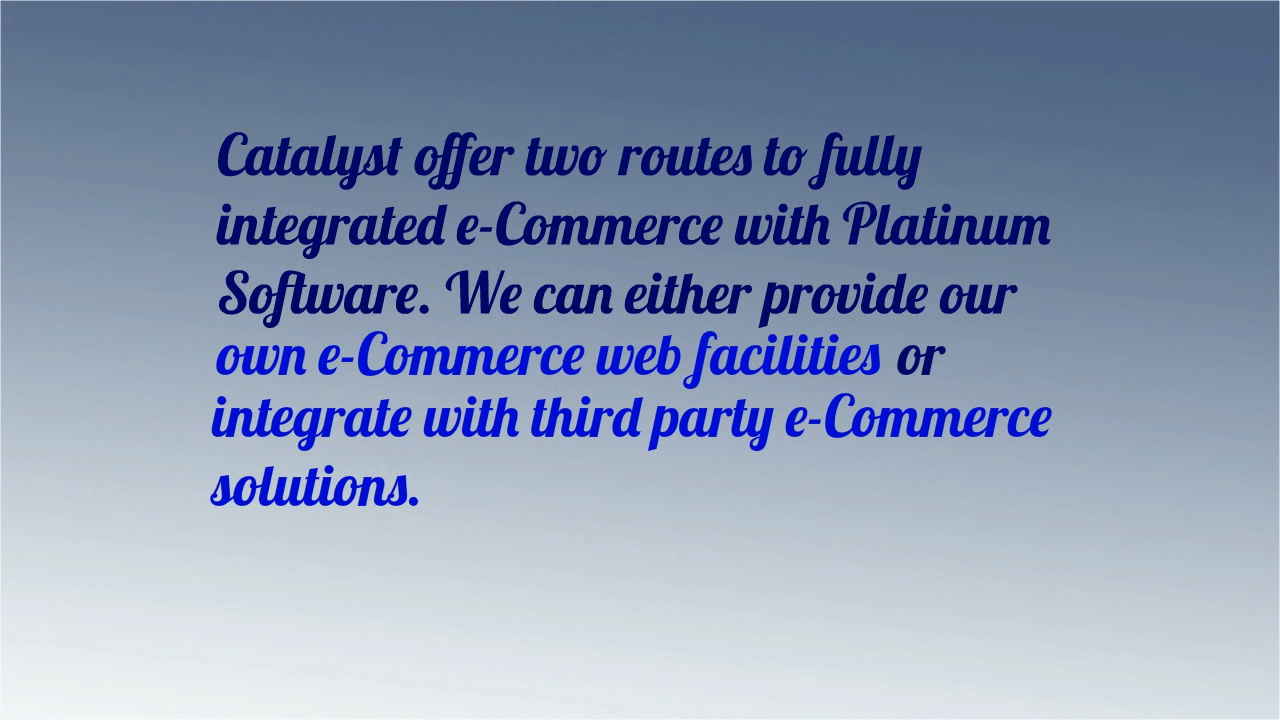 Catalyst offer two routes to fully
integrated e-Commerce with Platinum
Software. We can either provide our
own e-Commerce web facilities or
integrate with third party e-Commerce
solutions.